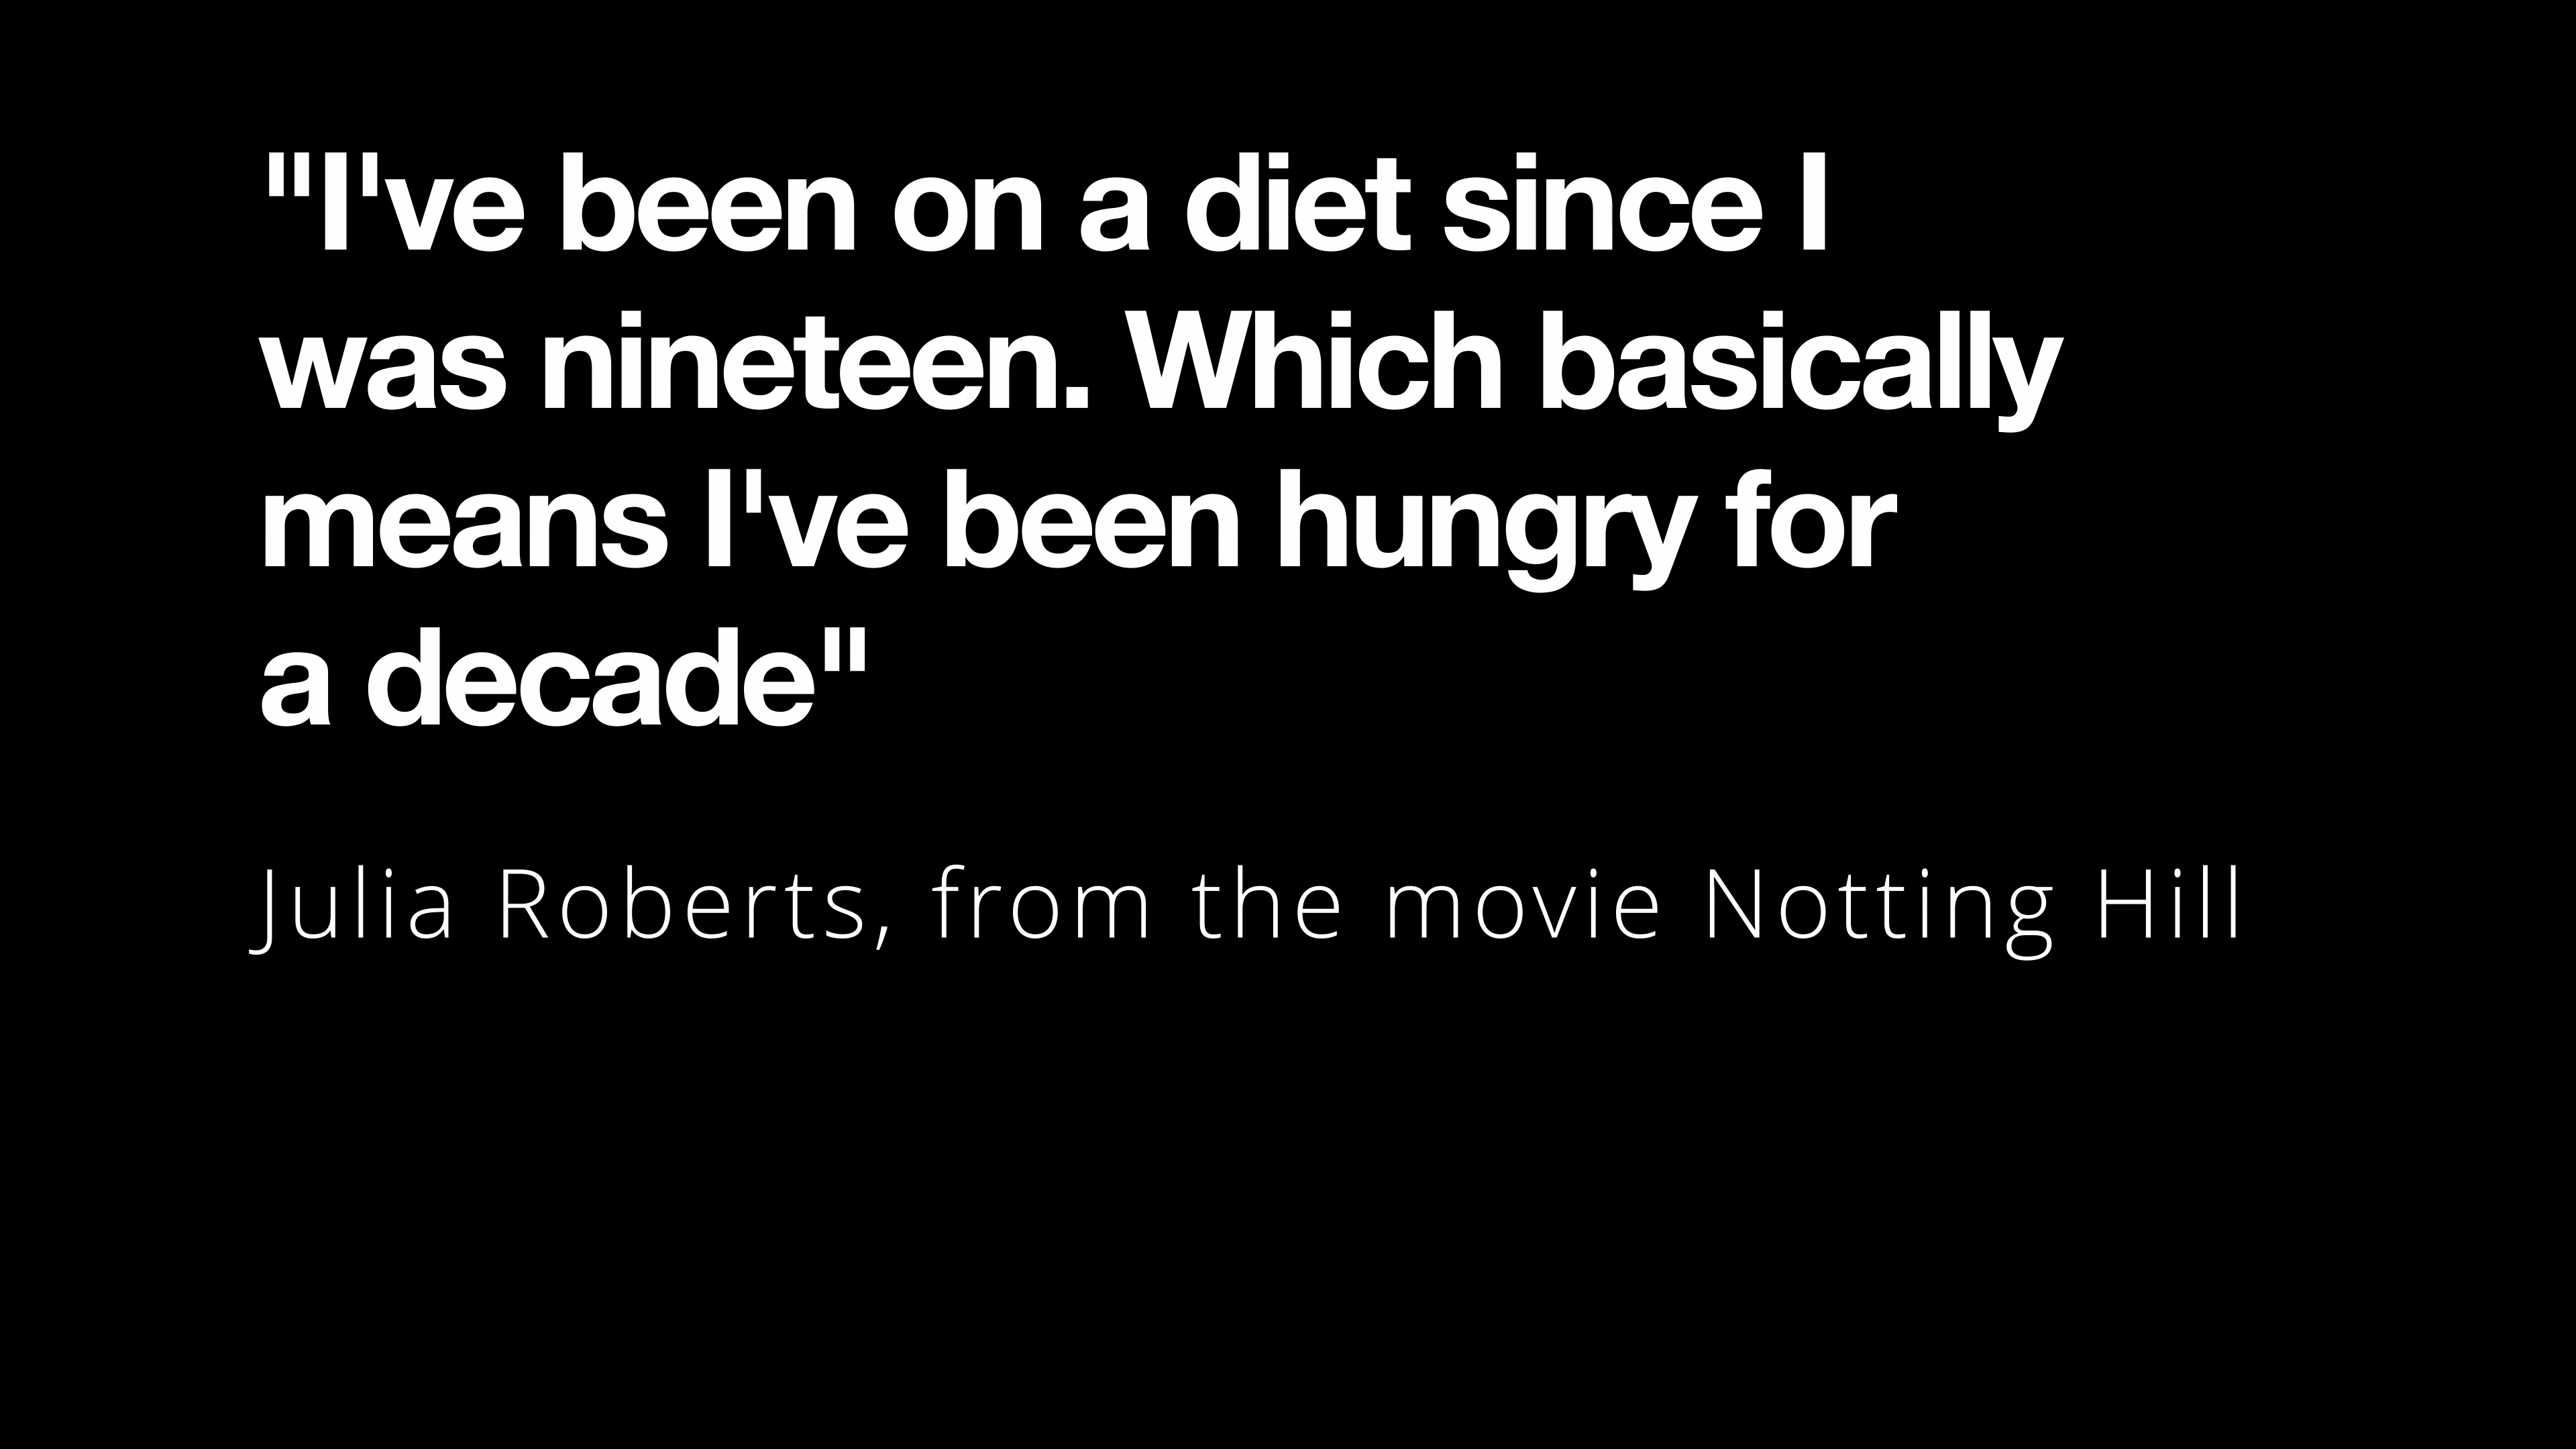 "I've been on a diet since I
was nineteen. Which basically
means I've been hungry for
a decade"
Julia Roberts, from the movie Notting Hill